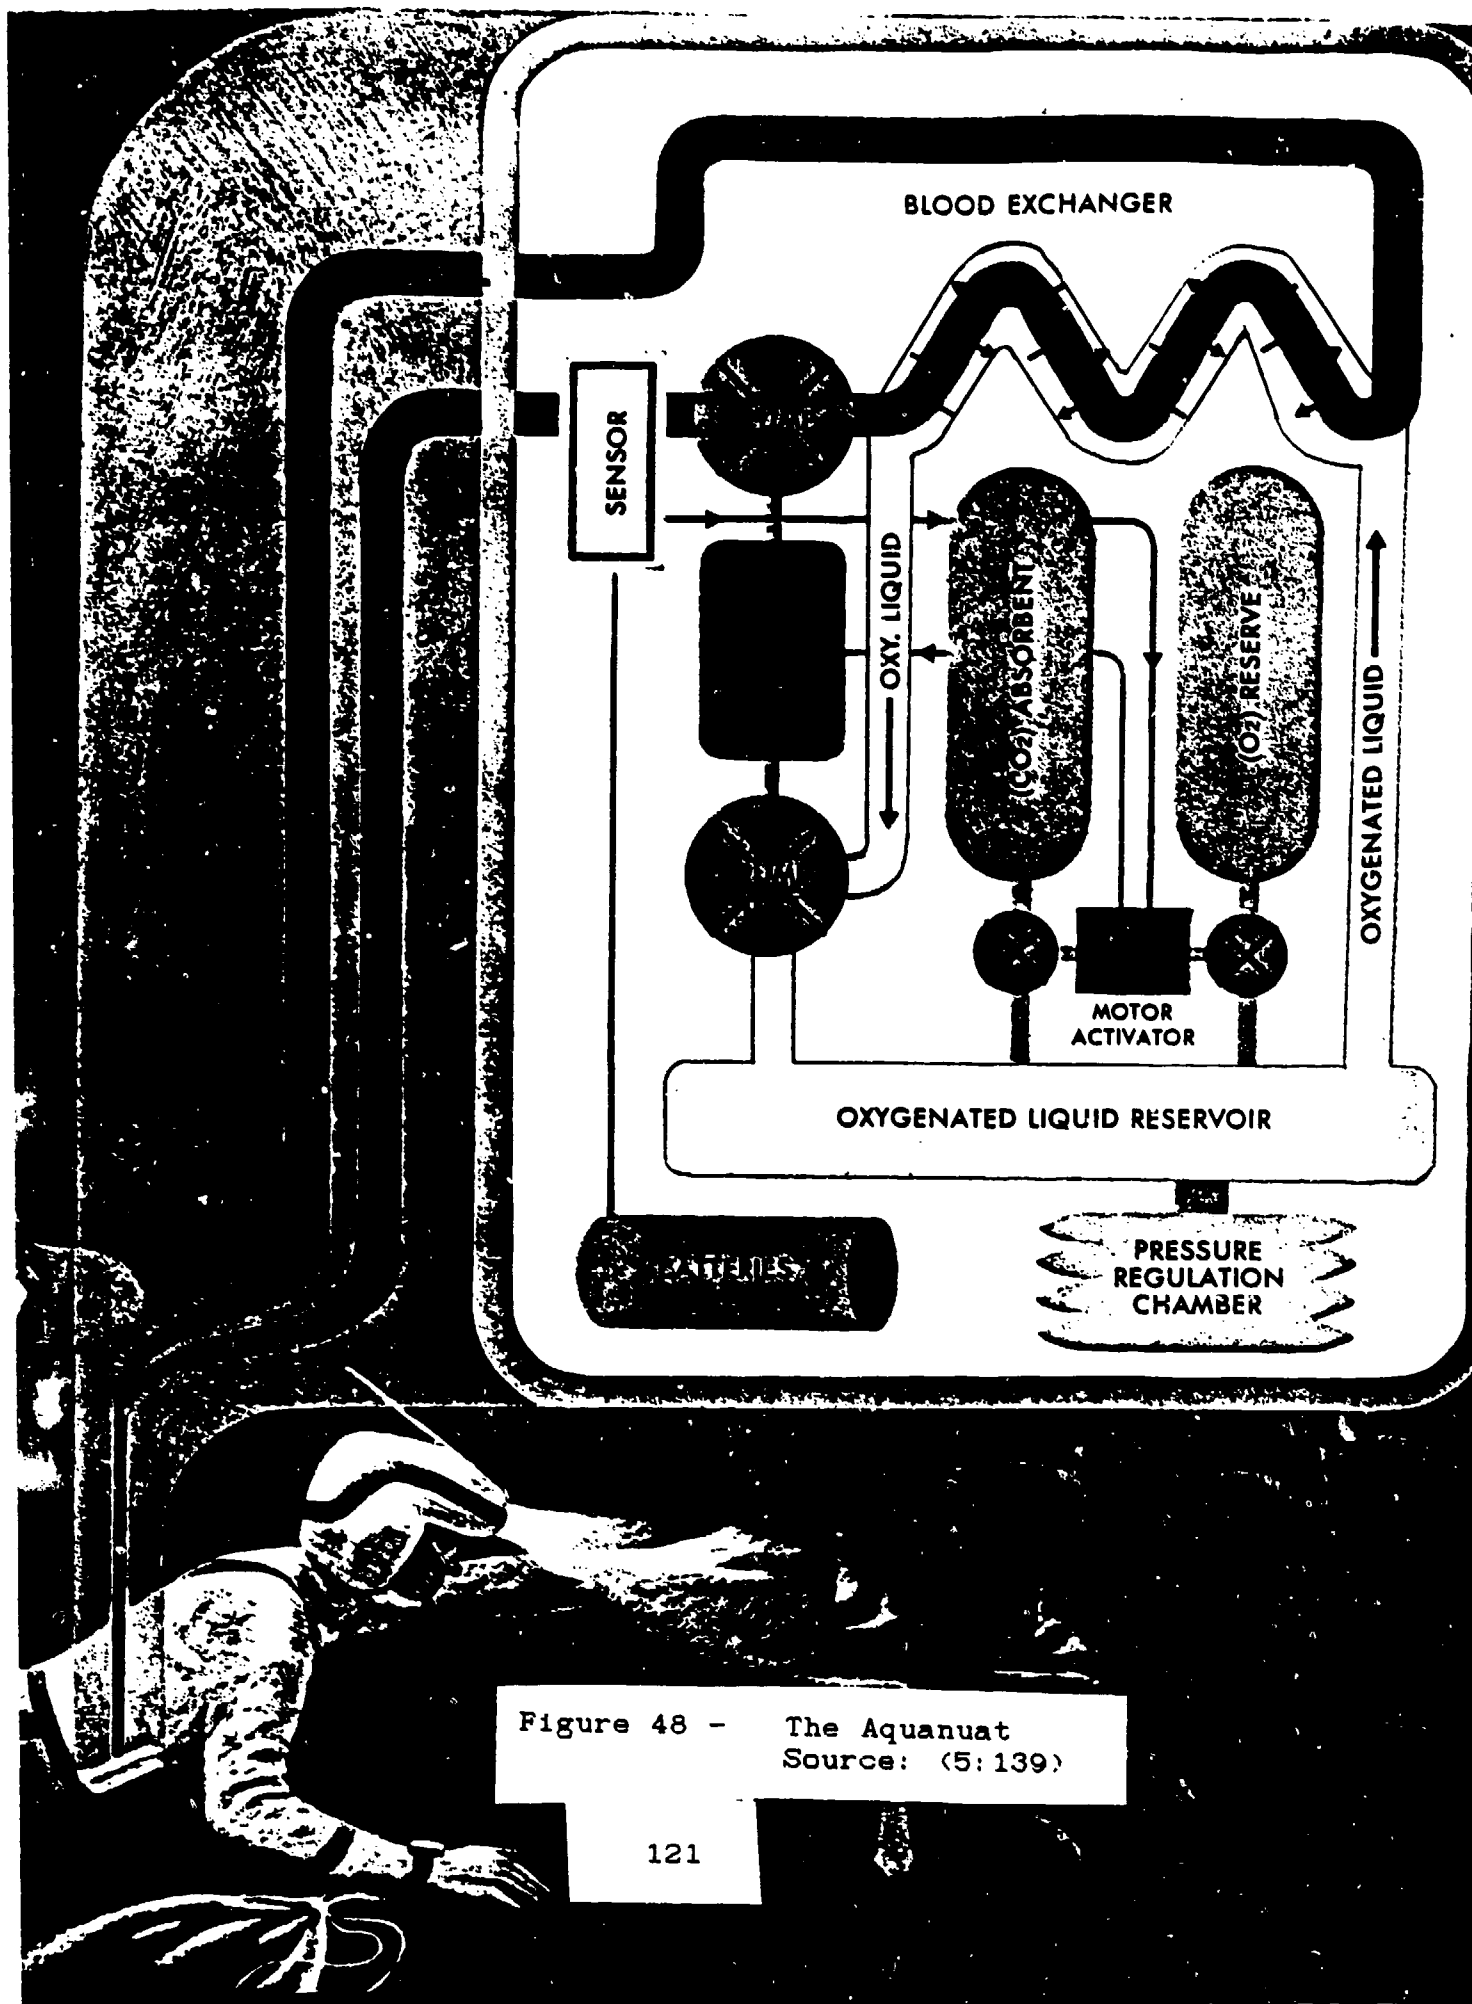 BLOOD EXCHANGER
SENSOR
OXY. LIQUID
(CO2) ABSORBENT
(O2) RESERVE
OXYGENATED LIQUID
MOTOR
ACTIVATOR
OXYGENATED LIQUID RESERVOIR
BATTERIES
PRESSURE
REGULATION
CHAMBER
Figure 48 - The Aquanuat
Source: (5:139)
121